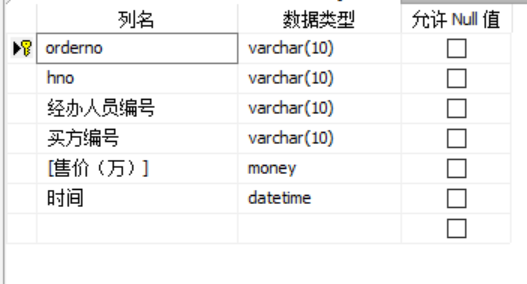 列名 数据类型 允许 Null 值
orderno varchar(10)
hno varchar(10)
经办人员编号 varchar(10)
买方编号 varchar(10)
[售价（万）] money
时间 datetime